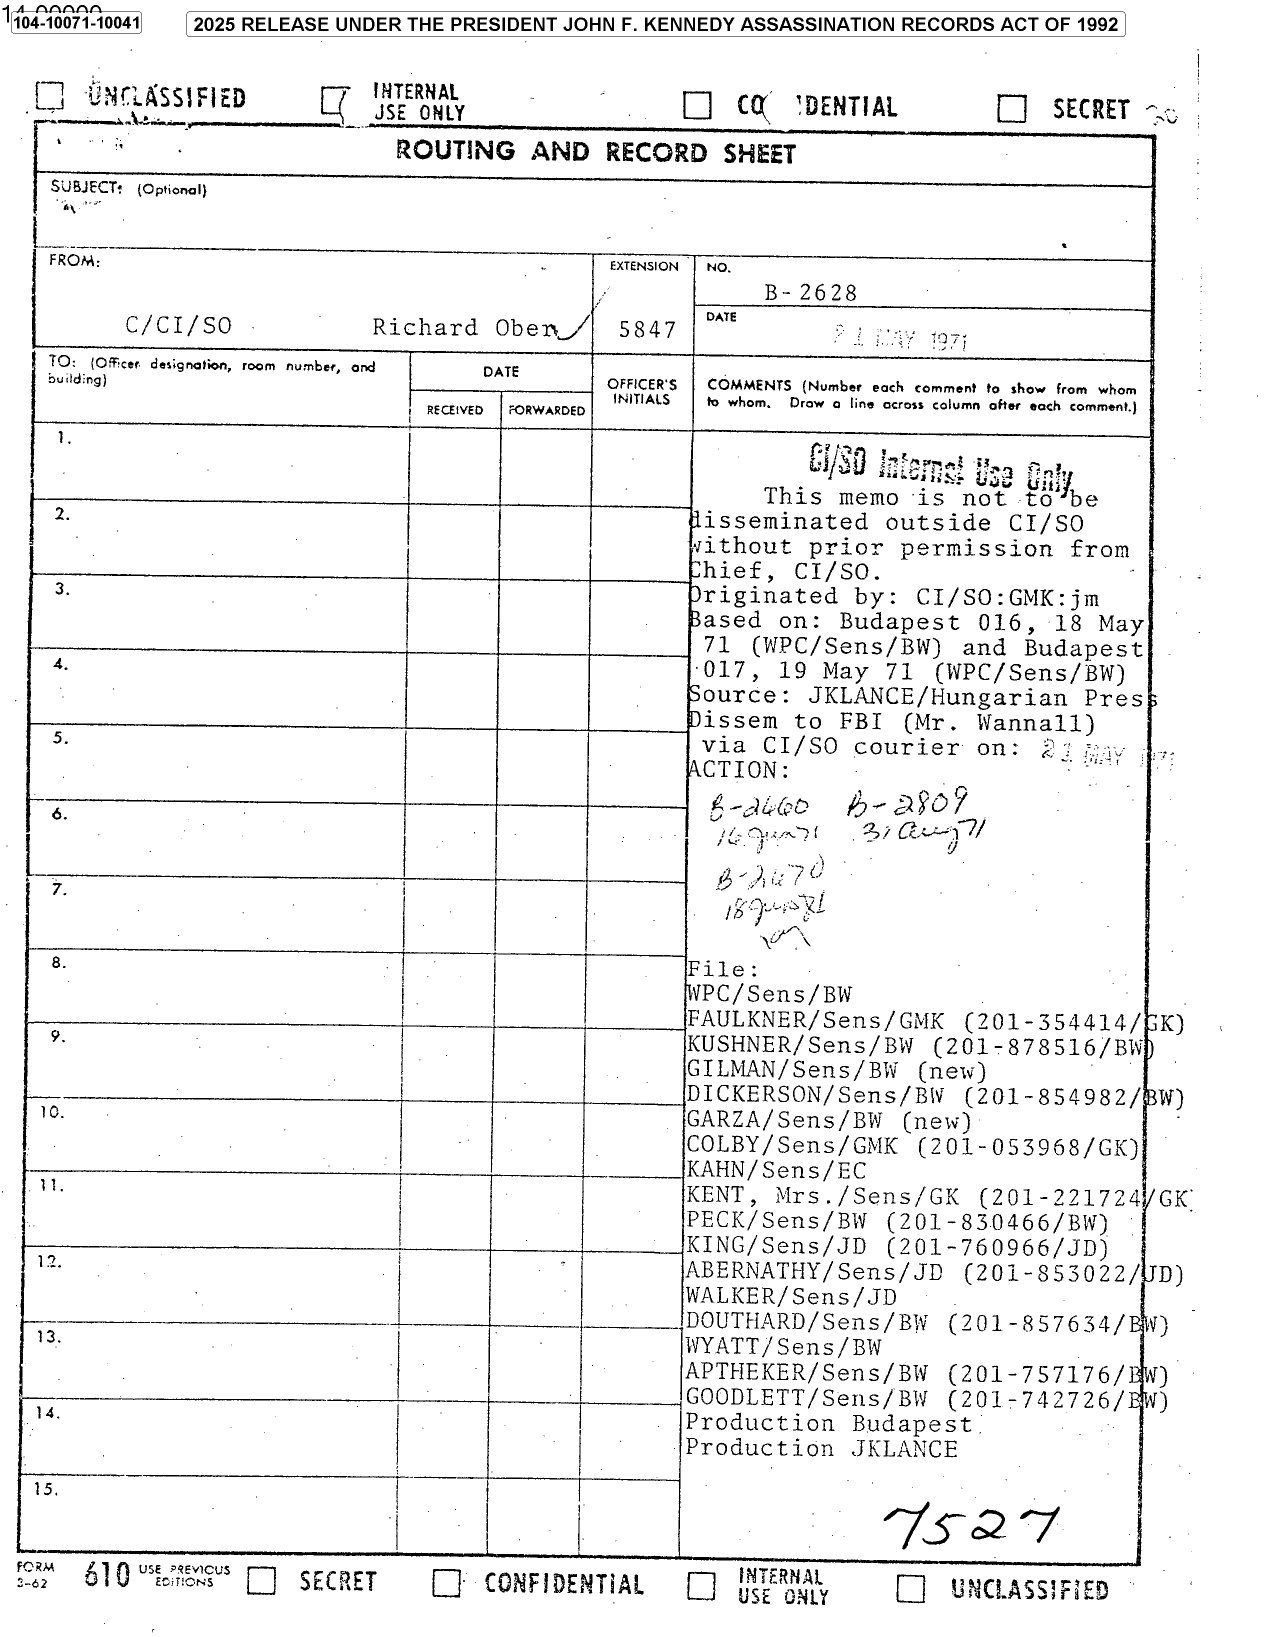 104-10071-10041
2025 RELEASE UNDER THE PRESIDENT JOHN F. KENNEDY ASSASSINATION RECORDS ACT OF 1992
UNCLASSIFIED INTERNAL USE ONLY CO IDENTIAL SECRET
ROUTING AND RECORD SHEET
SUBJECT: (Optional)
FROM:
EXTENSION
NO.
B-2628
C/CI/SO Richard Ober
5847
DATE
21 MAY 1971
TO: (Officer designation, room number, and
building)
DATE
RECEIVED FORWARDED
OFFICER'S
INITIALS
COMMENTS (Number each comment to show from whom
to whom. Draw a line across column after each comment.)
1.
2.
3.
4.
5.
6.
7.
8.
9.
10.
11.
12.
13.
14.
15.
CI/SO Internal Use Only
This memo is not to be
disseminated outside CI/SO
without prior permission from
Chief, CI/SO.
Originated by: CI/SO:GMK:jm
Based on: Budapest 016, 18 May
71 (WPC/Sens/BW) and Budapest
017, 19 May 71 (WPC/Sens/BW)
Source: JKLANCE/Hungarian Press
Dissem to FBI (Mr. Wannall)
via CI/SO courier on: 21 MAY 1971
ACTION:
B-2460 B-2809
16 Jun 71 31 Aug 71
B-2470
18 Jun
File:
WPC/Sens/BW
FAULKNER/Sens/GMK (201-354414/GK)
KUSHNER/Sens/BW (201-878516/BW)
GILMAN/Sens/BW (new)
DICKERSON/Sens/BW (201-854982/BW)
GARZA/Sens/BW (new)
COLBY/Sens/GMK (201-053968/GK)
KAHN/Sens/EC
KENT, Mrs./Sens/GK (201-221724/GK
PECK/Sens/BW (201-830466/BW)
KING/Sens/JD (201-760966/JD)
ABERNATHY/Sens/JD (201-853022/JD)
WALKER/Sens/JD
DOUTHARD/Sens/BW (201-857634/BW)
WYATT/Sens/BW
APTHEKER/Sens/BW (201-757176/BW)
GOODLETT/Sens/BW (201-742726/BW)
Production Budapest
Production JKLANCE
7527
FORM
3-62
610 USE PREVIOUS
EDITIONS
SECRET CONFIDENTIAL INTERNAL USE ONLY UNCLASSIFIED